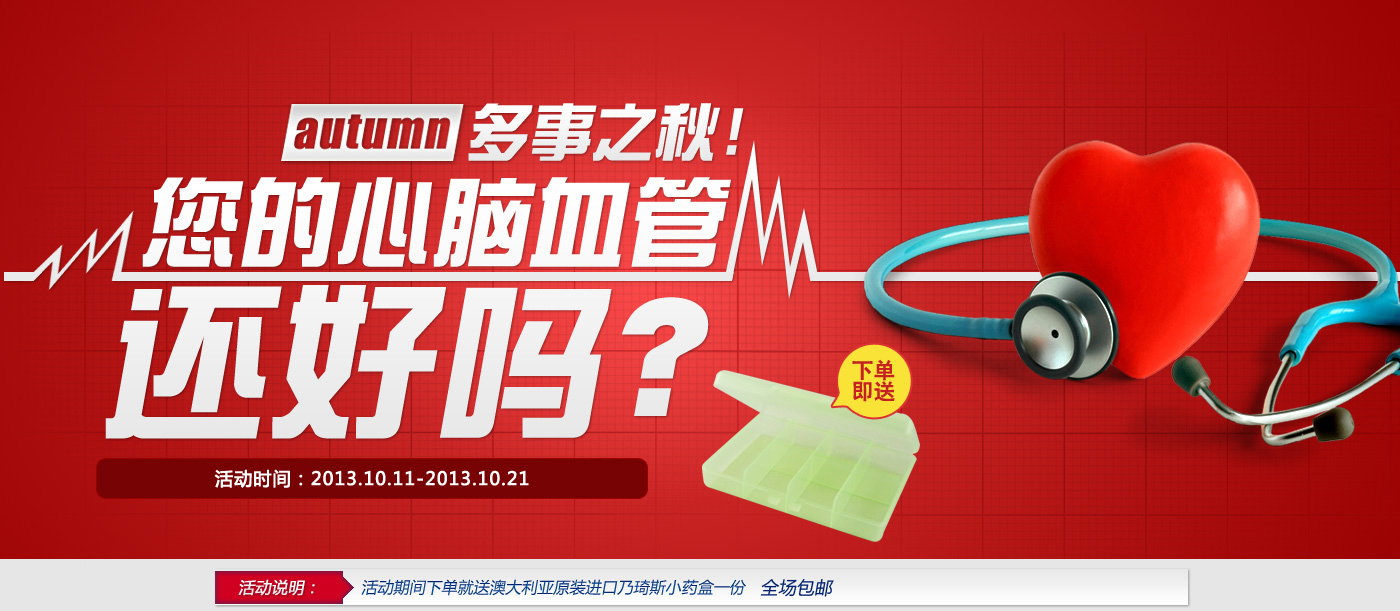 autumn 多事之秋!
您的心脑血管
还好吗?
下单
即送
活动时间：2013.10.11-2013.10.21
活动说明： 活动期间下单就送澳大利亚原装进口乃琦斯小药盒一份 全场包邮